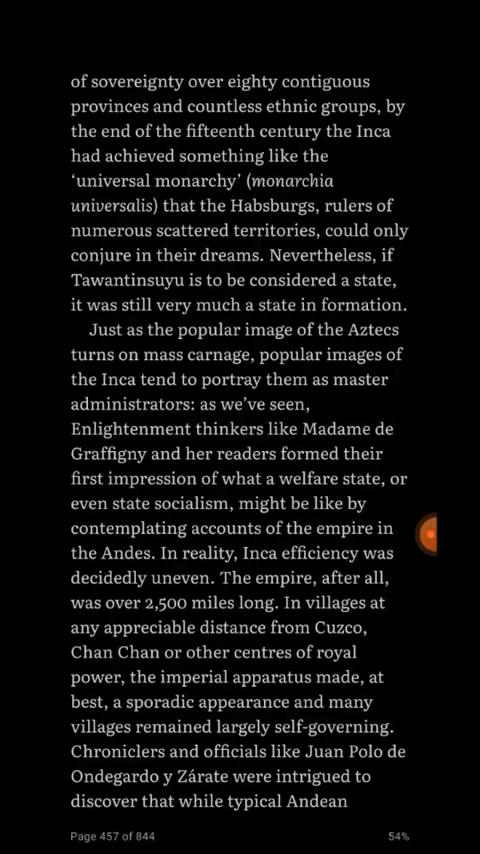 of sovereignty over eighty contiguous
provinces and countless ethnic groups, by
the end of the fifteenth century the Inca
had achieved something like the
‘universal monarchy’ (monarchia
universalis) that the Habsburgs, rulers of
numerous scattered territories, could only
conjure in their dreams. Nevertheless, if
Tawantinsuyu is to be considered a state,
it was still very much a state in formation.
Just as the popular image of the Aztecs
turns on mass carnage, popular images of
the Inca tend to portray them as master
administrators: as we’ve seen,
Enlightenment thinkers like Madame de
Graffigny and her readers formed their
first impression of what a welfare state, or
even state socialism, might be like by
contemplating accounts of the empire in
the Andes. In reality, Inca efficiency was
decidedly uneven. The empire, after all,
was over 2,500 miles long. In villages at
any appreciable distance from Cuzco,
Chan Chan or other centres of royal
power, the imperial apparatus made, at
best, a sporadic appearance and many
villages remained largely self-governing.
Chroniclers and officials like Juan Polo de
Ondegardo y Zárate were intrigued to
discover that while typical Andean
Page 457 of 844
54%